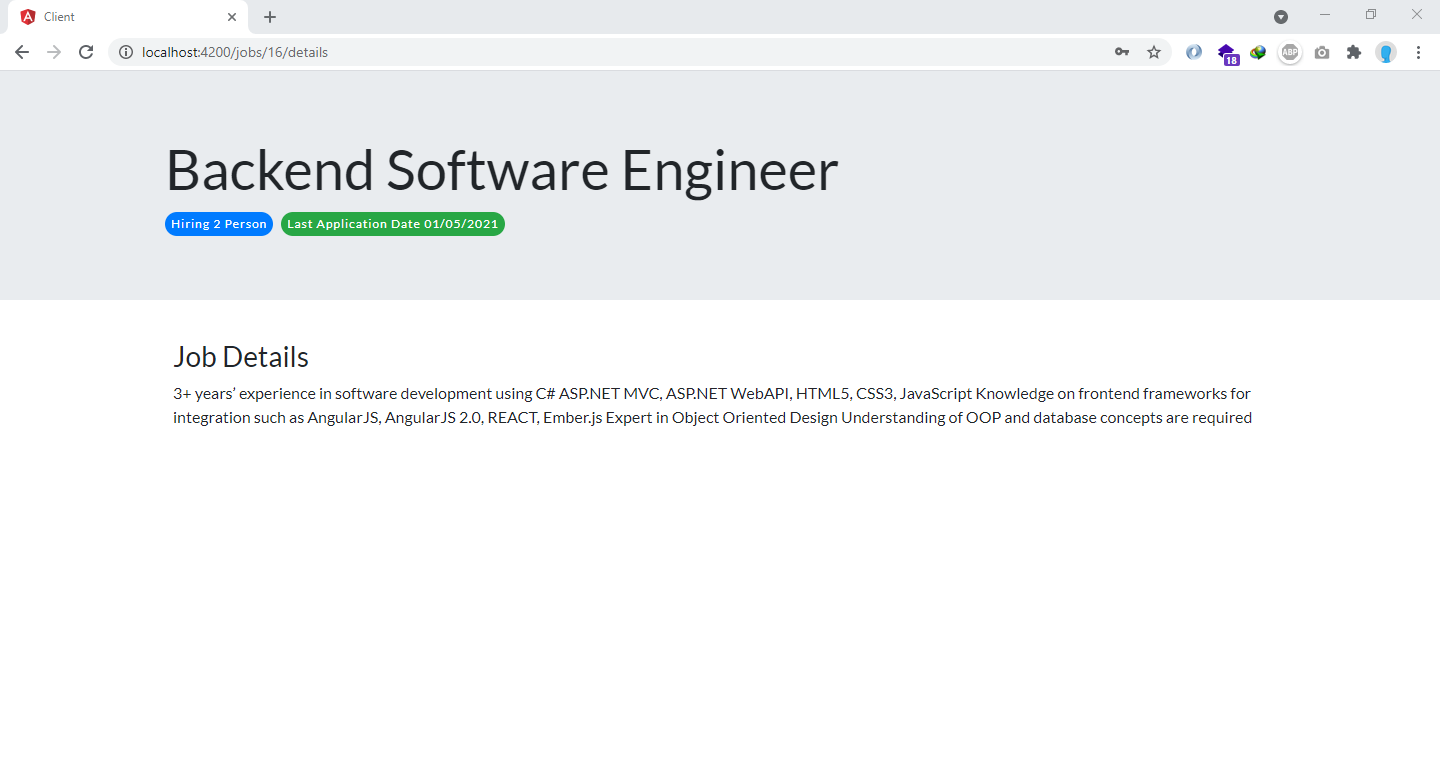 Client
localhost:4200/jobs/16/details
ABP
18
Backend Software Engineer
Hiring 2 Person
Last Application Date 01/05/2021
Job Details
3+ years’ experience in software development using C# ASP.NET MVC, ASP.NET WebAPI, HTML5, CSS3, JavaScript Knowledge on frontend frameworks for
integration such as AngularJS, AngularJS 2.0, REACT, Ember.js Expert in Object Oriented Design Understanding of OOP and database concepts are required